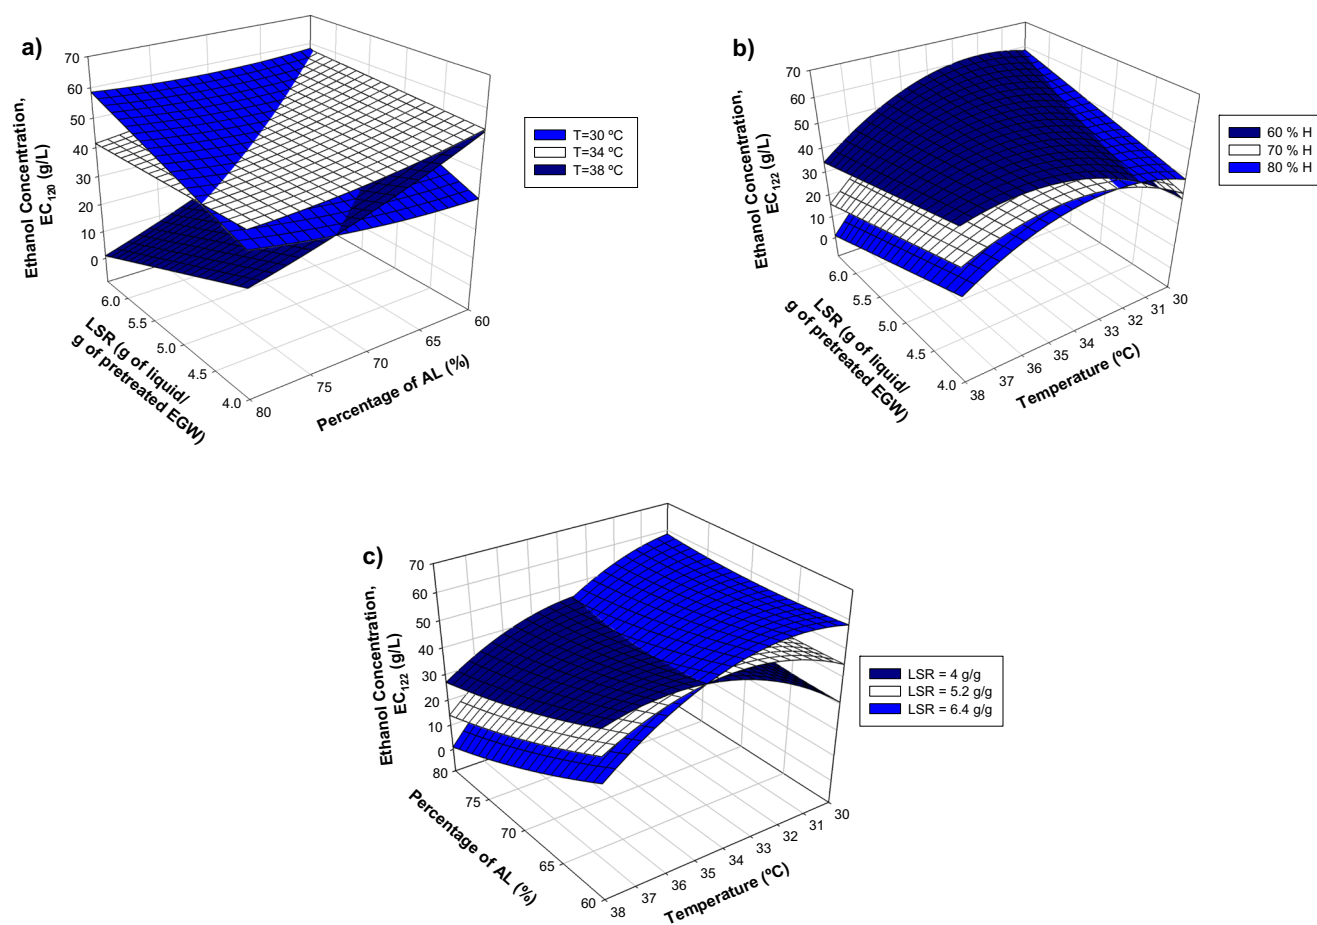 a)
70
60
50
40
30
20
10
0
Ethanol Concentration,
EC120 (g/L)
6.0
5.5
5.0
4.5
4.0
LSR (g of liquid/
g of pretreated EGW)
80
75
70
65
60
Percentage of AL (%)
T=30 ºC
T=34 ºC
T=38 ºC
b)
70
60
50
40
30
20
10
0
Ethanol Concentration,
EC122 (g/L)
6.0
5.5
5.0
4.5
4.0
LSR (g of liquid/
g of pretreated EGW)
38
37
36
35
34
33
32
31
30
Temperature (ºC)
60 % H
70 % H
80 % H
c)
70
60
50
40
30
20
10
0
Ethanol Concentration,
EC122 (g/L)
80
75
70
65
60
Percentage of AL (%)
38
37
36
35
34
33
32
31
30
Temperature (ºC)
LSR = 4 g/g
LSR = 5.2 g/g
LSR = 6.4 g/g